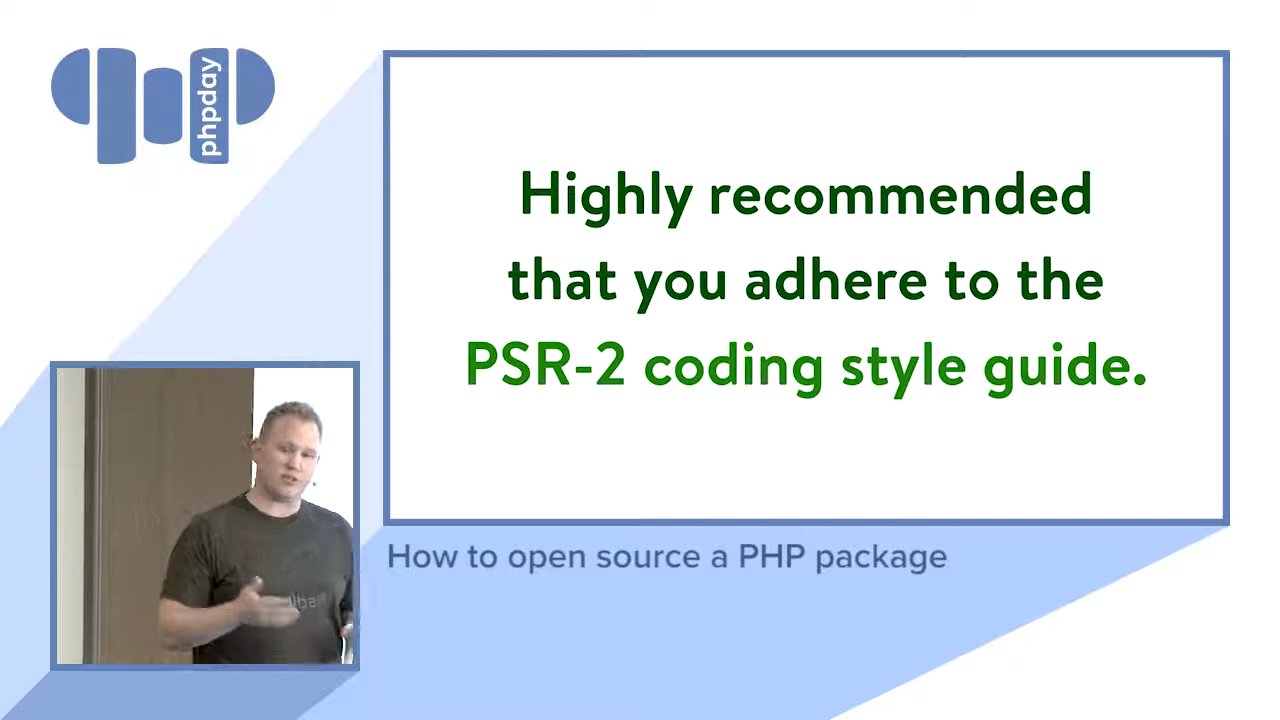 phpday
Highly recommended
that you adhere to the
PSR-2 coding style guide.
How to open source a PHP package